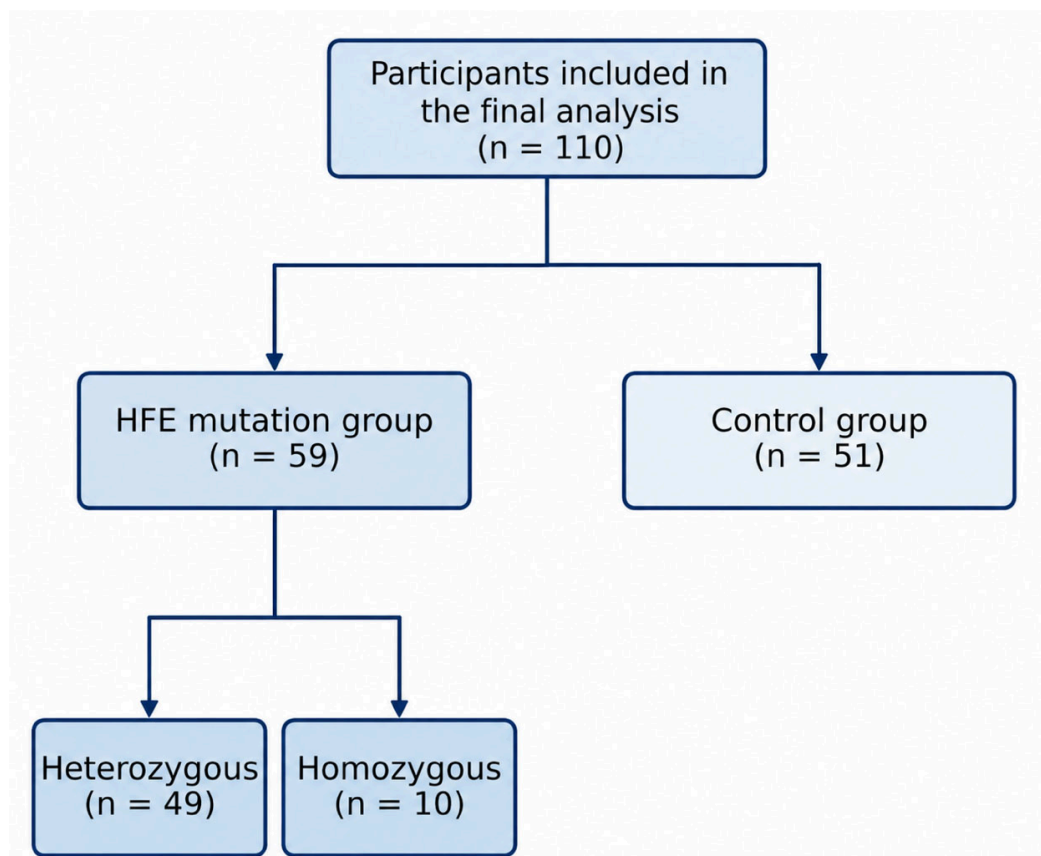 Participants included in
the final analysis
(n = 110)
HFE mutation group
(n = 59)
Control group
(n = 51)
Heterozygous
(n = 49)
Homozygous
(n = 10)